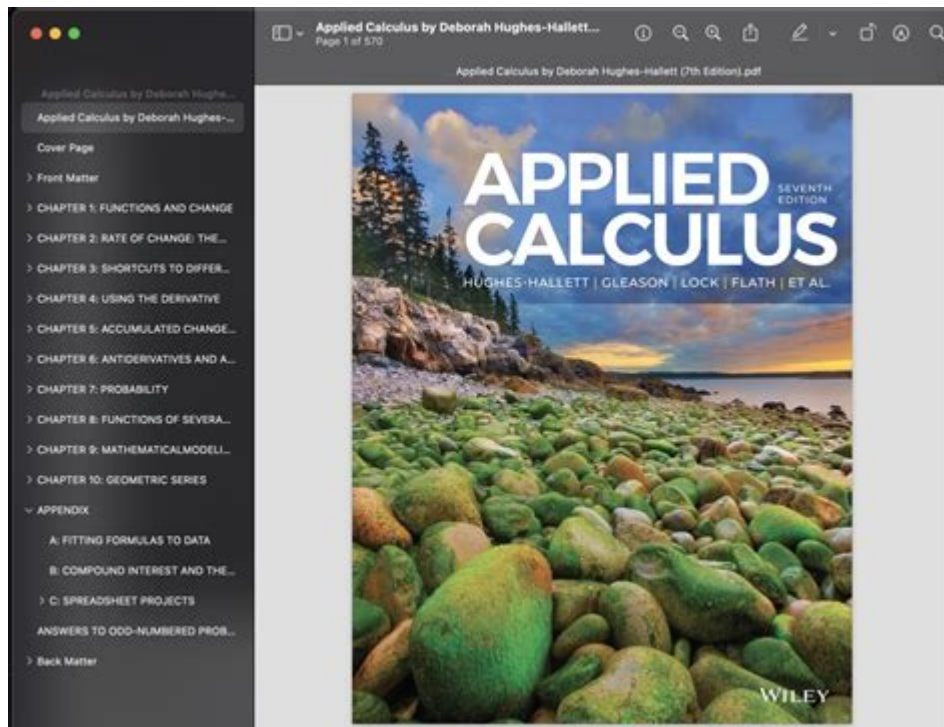 Applied Calculus by Deborah Hughes-Hallett...
Page 1 of 570
Applied Calculus by Deborah Hughes-Hallett (7th Edition).pdf
Applied Calculus by Deborah Hughe...
Applied Calculus by Deborah Hughes-...
Cover Page
Front Matter
CHAPTER 1: FUNCTIONS AND CHANGE
CHAPTER 2: RATE OF CHANGE: THE...
CHAPTER 3: SHORTCUTS TO DIFFER...
CHAPTER 4: USING THE DERIVATIVE
CHAPTER 5: ACCUMULATED CHANGE...
CHAPTER 6: ANTIDERIVATIVES AND A...
CHAPTER 7: PROBABILITY
CHAPTER 8: FUNCTIONS OF SEVERA...
CHAPTER 9: MATHEMATICALMODELI...
CHAPTER 10: GEOMETRIC SERIES
APPENDIX
A: FITTING FORMULAS TO DATA
B: COMPOUND INTEREST AND THE...
C: SPREADSHEET PROJECTS
ANSWERS TO ODD-NUMBERED PROB...
Back Matter
APPLIED
SEVENTH
EDITION
CALCULUS
HUGHES-HALLETT | GLEASON | LOCK | FLATH | ET AL.
WILEY